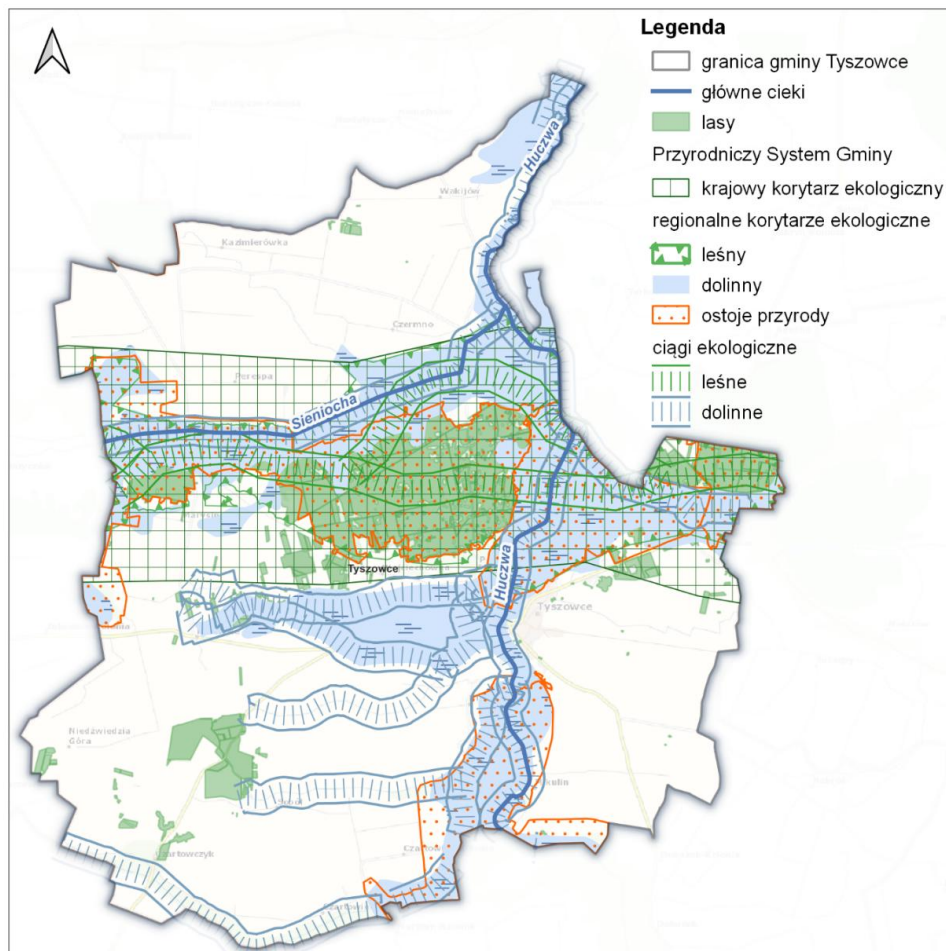 Legenda
granica gminy Tyszowce
główne cieki
lasy
Przyrodniczy System Gminy
krajowy korytarz ekologiczny
regionalne korytarze ekologiczne
leśny
dolinny
ostoje przyrody
ciągi ekologiczne
leśne
dolinne
Huczwa
Wakijów
Kazimierówka
Czermno
Perespa
Sieniocha
Tyszowce
Huczwa
Tyszowce
Niedźwiedzia
Góra